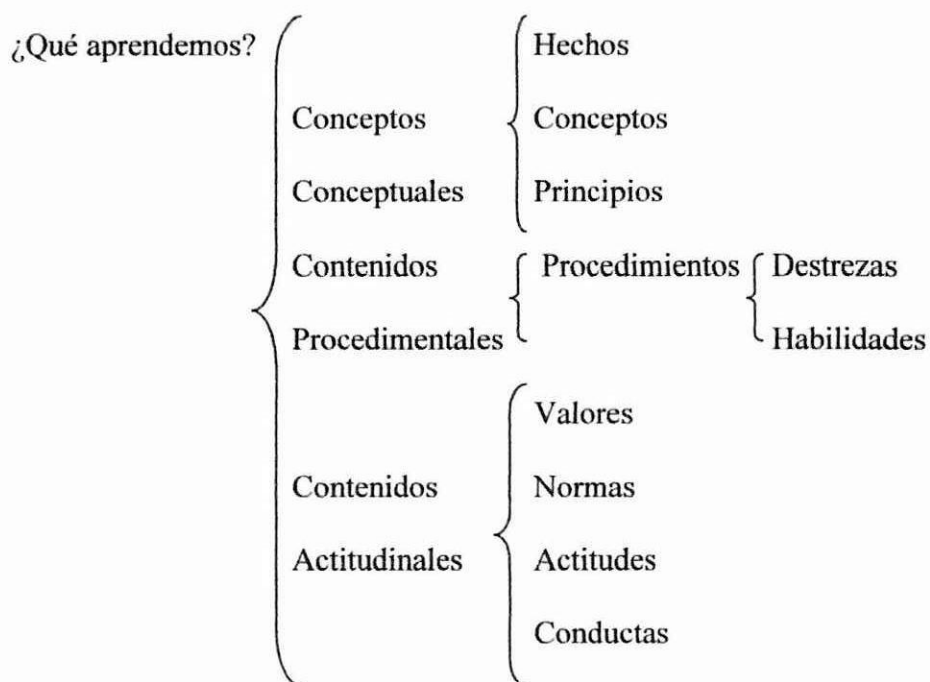 ¿Qué aprendemos?
Hechos
Conceptos
Conceptos
Conceptuales
Principios
Contenidos
Procedimentales
Procedimientos
Destrezas
Habilidades
Valores
Contenidos
Normas
Actitudinales
Actitudes
Conductas